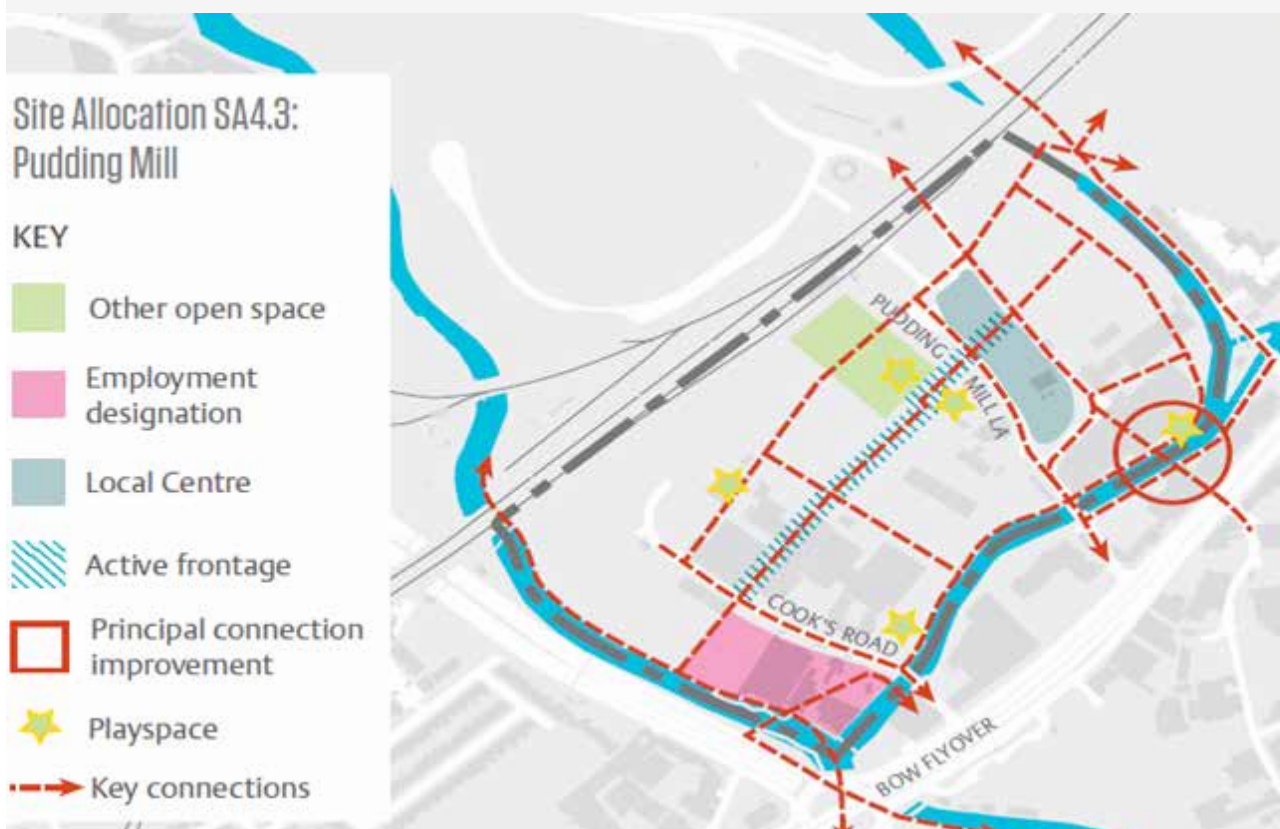 Site Allocation SA4.3:
Pudding Mill
KEY
Other open space
Employment
designation
Local Centre
Active frontage
Principal connection
improvement
Playspace
Key connections
PUDDING MILL LA
COOK'S ROAD
BOW FLYOVER